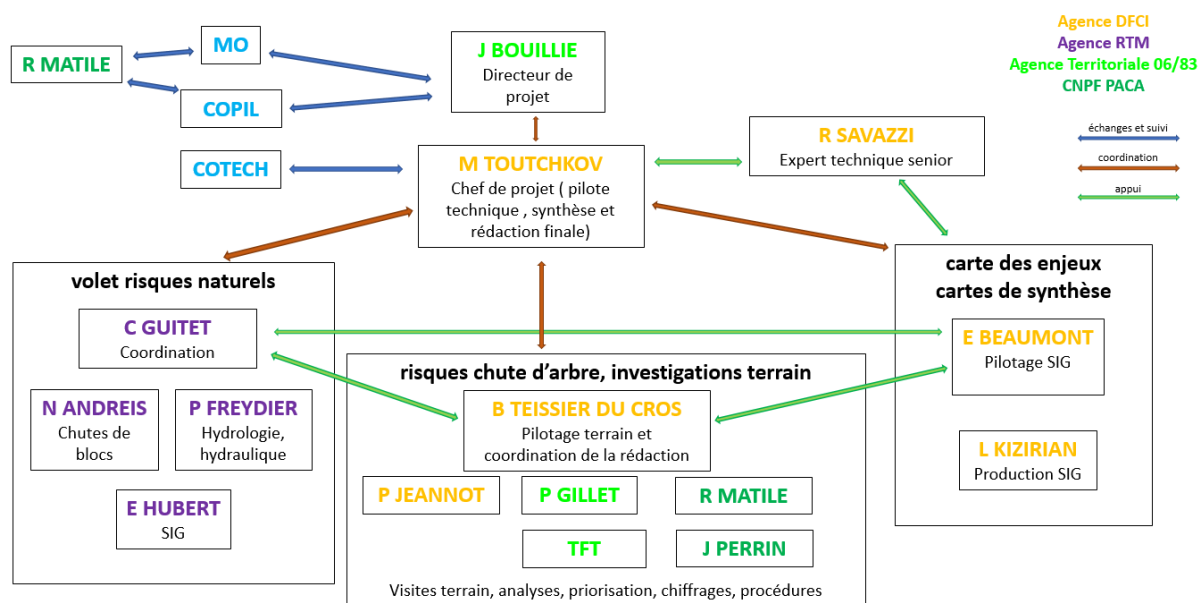 Agence DFCI
Agence RTM
Agence Territoriale 06/83
CNPF PACA
échanges et suivi
coordination
appui
R MATILE
MO
COPIL
COTECH
J BOUILLIE
Directeur de
projet
M TOUTCHKOV
Chef de projet ( pilote
technique , synthèse et
rédaction finale)
R SAVAZZI
Expert technique senior
volet risques naturels
C GUITET
Coordination
N ANDREIS
Chutes de
blocs
P FREYDIER
Hydrologie,
hydraulique
E HUBERT
SIG
risques chute d’arbre, investigations terrain
B TEISSIER DU CROS
Pilotage terrain et
coordination de la rédaction
P JEANNOT
P GILLET
R MATILE
TFT
J PERRIN
Visites terrain, analyses, priorisation, chiffrages, procédures
carte des enjeux
cartes de synthèse
E BEAUMONT
Pilotage SIG
L KIZIRIAN
Production SIG